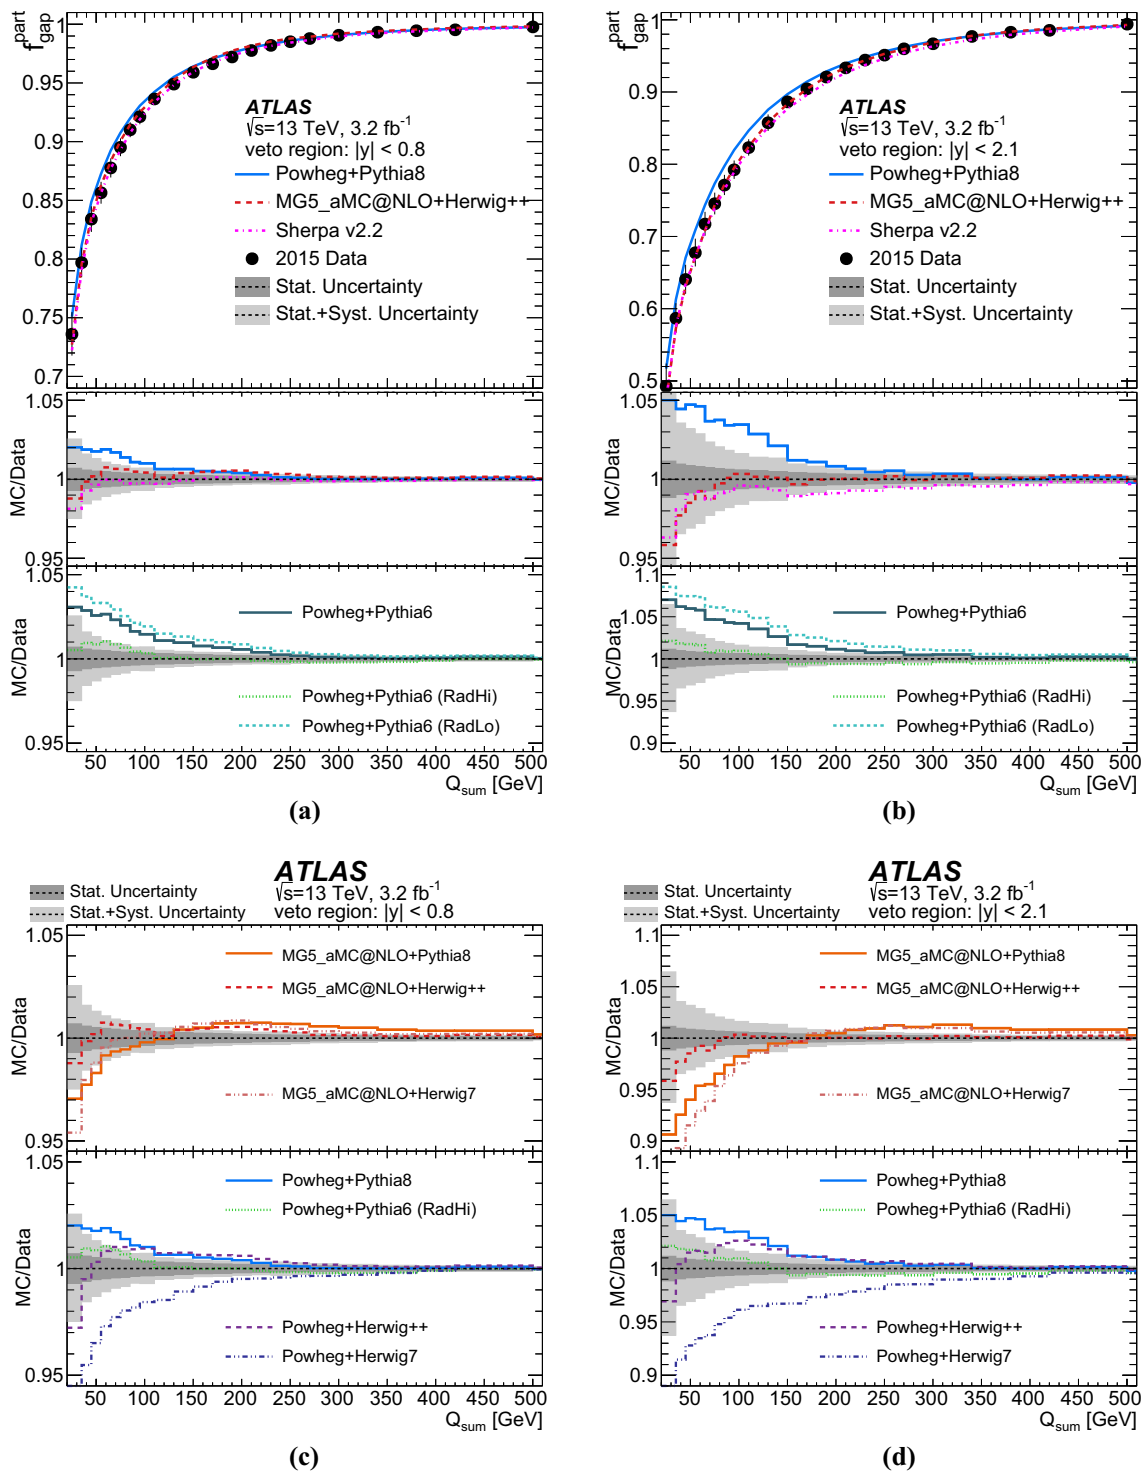 f part gap
1
0.95
0.9
0.85
0.8
0.75
0.7
ATLAS
√s=13 TeV, 3.2 fb-1
veto region: |y| < 0.8
Powheg+Pythia8
MG5_aMC@NLO+Herwig++
Sherpa v2.2
2015 Data
Stat. Uncertainty
Stat.+Syst. Uncertainty
MC/Data
1.05
1
0.95
MC/Data
1.05
1
0.95
Powheg+Pythia6
Powheg+Pythia6 (RadHi)
Powheg+Pythia6 (RadLo)
50 100 150 200 250 300 350 400 450 500
Qsum [GeV]
(a)
f part gap
1
0.9
0.8
0.7
0.6
0.5
ATLAS
√s=13 TeV, 3.2 fb-1
veto region: |y| < 2.1
Powheg+Pythia8
MG5_aMC@NLO+Herwig++
Sherpa v2.2
2015 Data
Stat. Uncertainty
Stat.+Syst. Uncertainty
MC/Data
1.05
1
0.95
MC/Data
1.1
1.05
1
0.95
0.9
Powheg+Pythia6
Powheg+Pythia6 (RadHi)
Powheg+Pythia6 (RadLo)
50 100 150 200 250 300 350 400 450 500
Qsum [GeV]
(b)
ATLAS
√s=13 TeV, 3.2 fb-1
veto region: |y| < 0.8
Stat. Uncertainty
Stat.+Syst. Uncertainty
MC/Data
1.05
1
0.95
MG5_aMC@NLO+Pythia8
MG5_aMC@NLO+Herwig++
MG5_aMC@NLO+Herwig7
MC/Data
1.05
1
0.95
Powheg+Pythia8
Powheg+Pythia6 (RadHi)
Powheg+Herwig++
Powheg+Herwig7
50 100 150 200 250 300 350 400 450 500
Qsum [GeV]
(c)
ATLAS
√s=13 TeV, 3.2 fb-1
veto region: |y| < 2.1
Stat. Uncertainty
Stat.+Syst. Uncertainty
MC/Data
1.1
1.05
1
0.95
0.9
MG5_aMC@NLO+Pythia8
MG5_aMC@NLO+Herwig++
MG5_aMC@NLO+Herwig7
MC/Data
1.1
1.05
1
0.95
0.9
Powheg+Pythia8
Powheg+Pythia6 (RadHi)
Powheg+Herwig++
Powheg+Herwig7
50 100 150 200 250 300 350 400 450 500
Qsum [GeV]
(d)